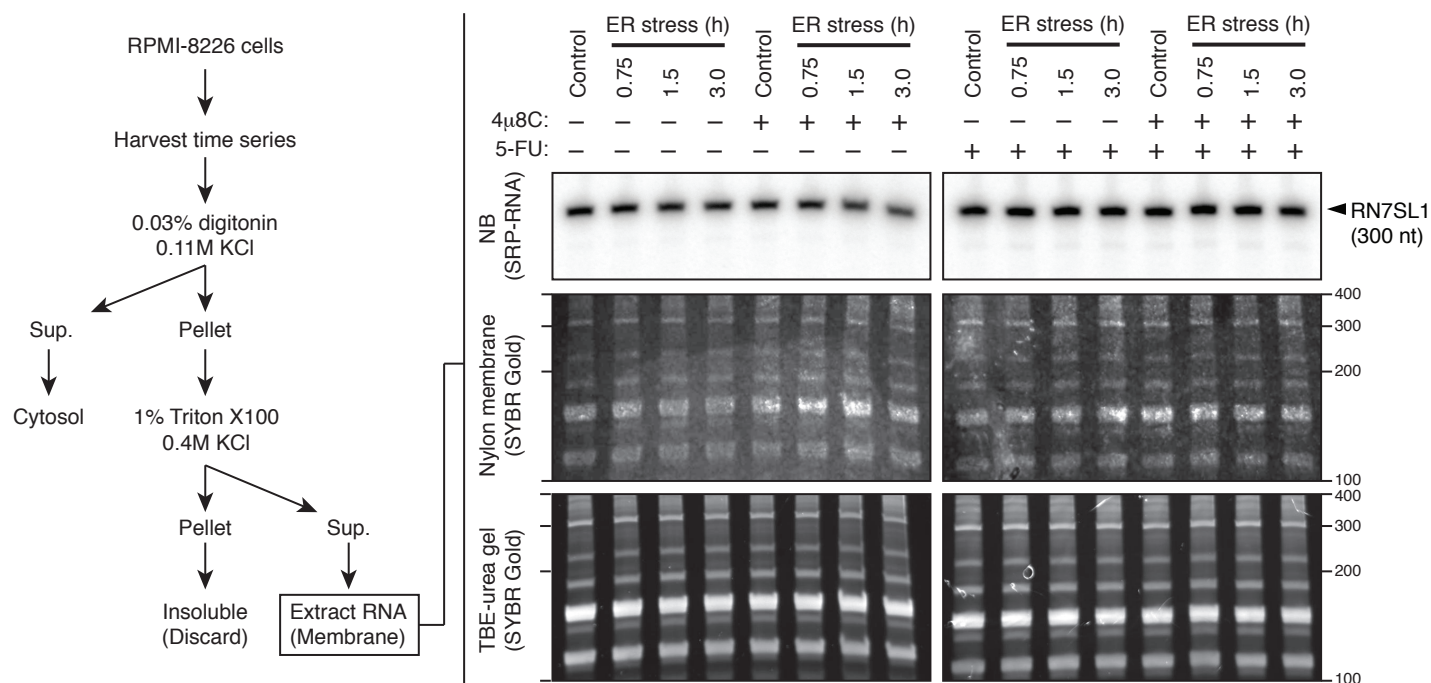 RPMI-8226 cells
Harvest time series
0.03% digitonin
0.11M KCl
Sup.
Pellet
Cytosol
1% Triton X100
0.4M KCl
Pellet
Sup.
Insoluble
(Discard)
Extract RNA
(Membrane)
ER stress (h) ER stress (h) ER stress (h) ER stress (h)
Control 0.75 1.5 3.0 Control 0.75 1.5 3.0 Control 0.75 1.5 3.0 Control 0.75 1.5 3.0
4μ8C: – – – – + + + + – – – – + + + +
5-FU: – – – – – – – – + + + + + + + +
NB
(SRP-RNA)
RN7SL1
(300 nt)
Nylon membrane
(SYBR Gold)
400
300
200
100
TBE-urea gel
(SYBR Gold)
400
300
200
100